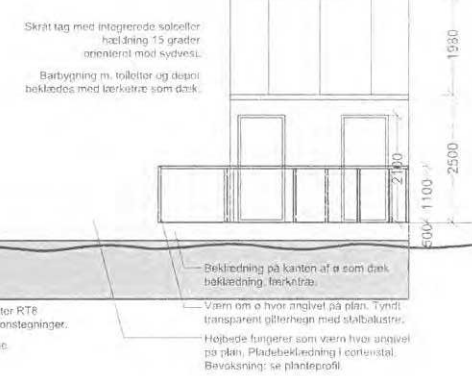 Skråt tag med integrerede solceller
hældning 15 grader
orienteret mod sydvest.
Barbygning m. toiletter og depot
beklædes med lærketræ som dæk.
1980
2500
2100
1100
500
Beklædning på kanten af ø som dæk
beklædning, lærketræ.
Værn om ø hvor angivet på plan. Tyndt
transparent gitterhegn med stålbalustre.
Højbede fungerer som værn hvor angivet
på plan. Pladebeklædning i cortenstål.
Bevoksning: se planteprofil.
ter RT8
onstegninger.